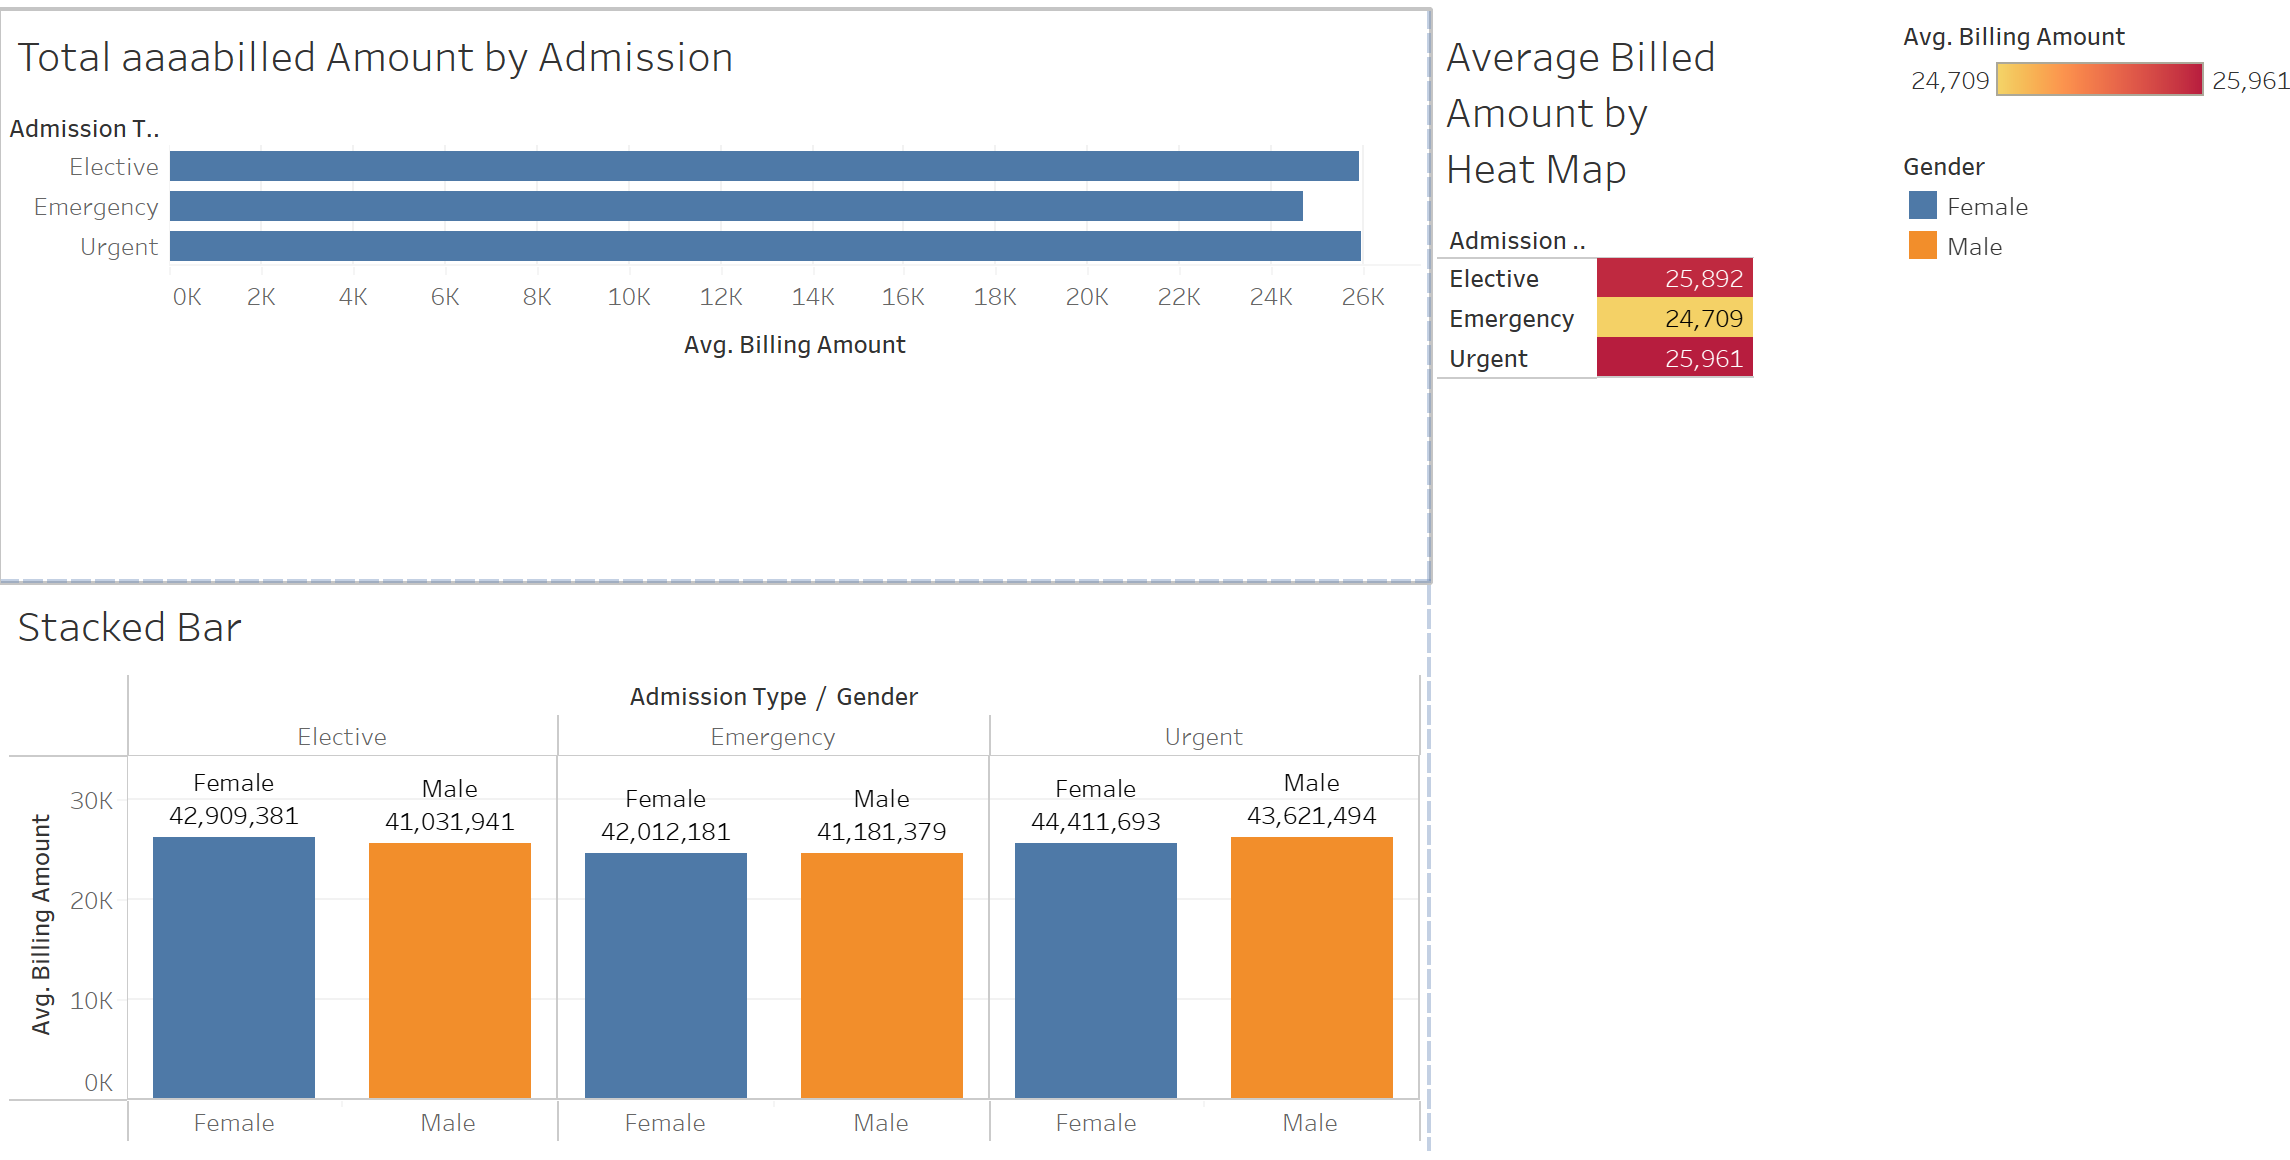 Total aaaabilled Amount by Admission
Admission T..
Elective
Emergency
Urgent
0K 2K 4K 6K 8K 10K 12K 14K 16K 18K 20K 22K 24K 26K
Avg. Billing Amount
Average Billed
Amount by
Heat Map
Admission ..
Elective 25,892
Emergency 24,709
Urgent 25,961
Avg. Billing Amount
24,709 25,961
Gender
Female
Male
Stacked Bar
Admission Type / Gender
Elective Emergency Urgent
Avg. Billing Amount
30K
20K
10K
0K
Female
42,909,381
Male
41,031,941
Female
42,012,181
Male
41,181,379
Female
44,411,693
Male
43,621,494
Female Male Female Male Female Male